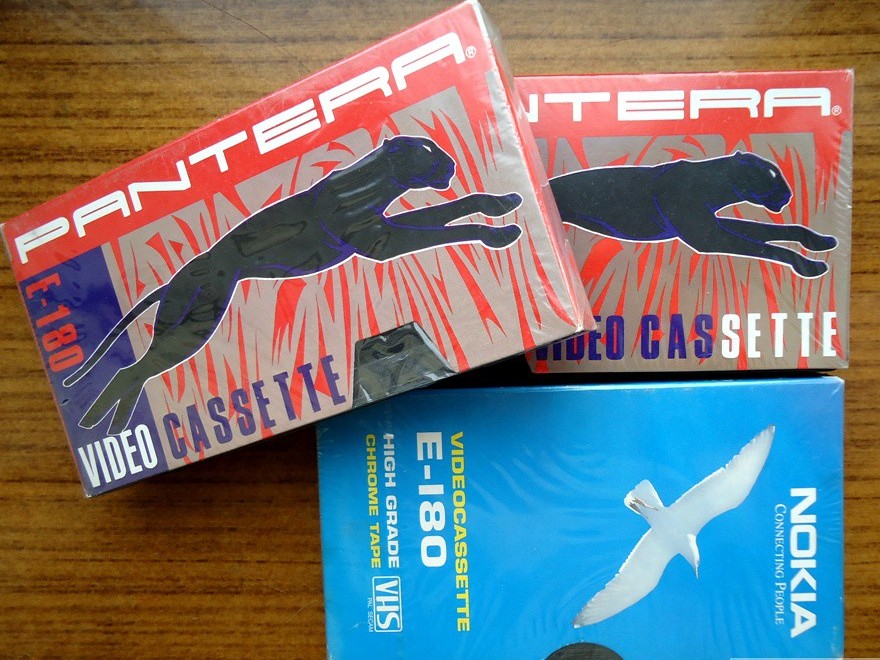 PANTERA®
E-180
VIDEO CASSETTE
NTERA®
VIDEO CASSETTE
NOKIA
CONNECTING PEOPLE
VIDEOCASSETTE
E-180
HIGH GRADE
CHROME TAPE
VHS
PAL SECAM